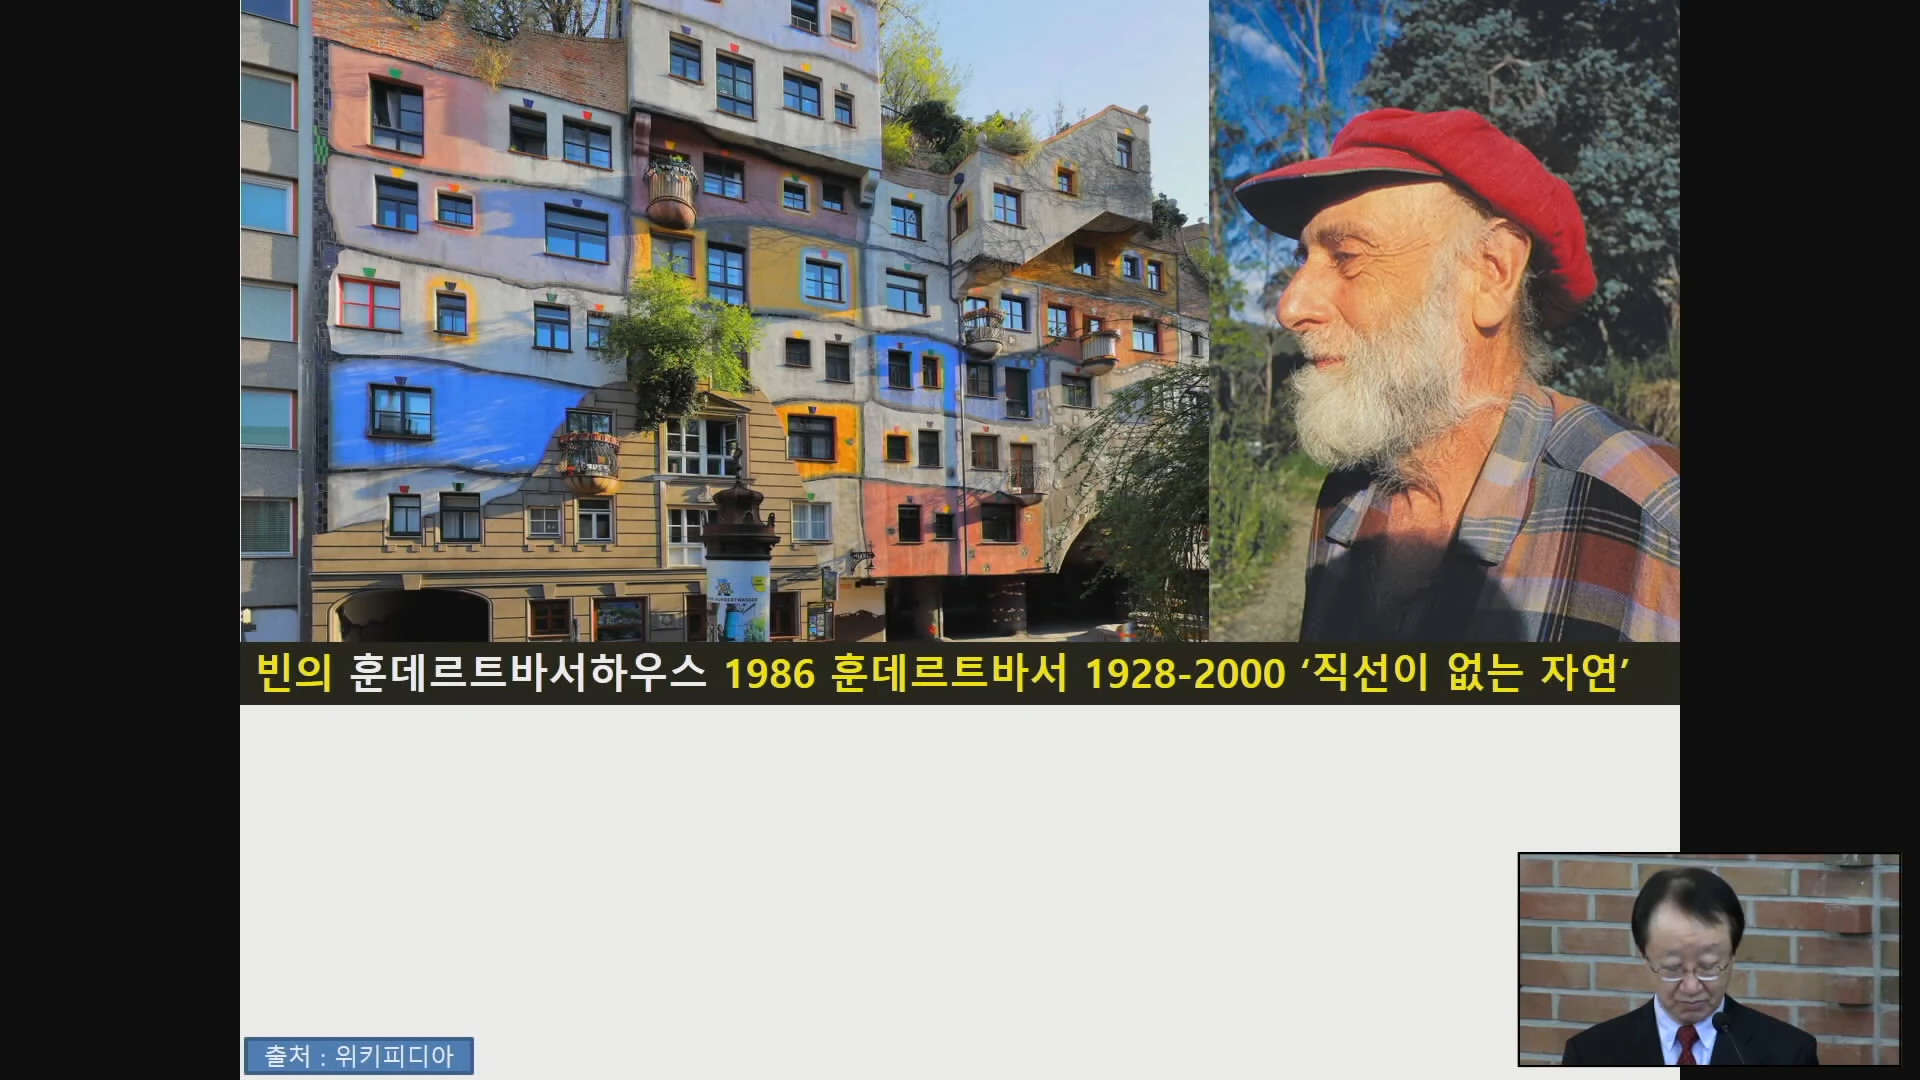 빈의 훈데르트바서하우스 1986 훈데르트바서 1928-2000 ‘직선이 없는 자연’
출처 : 위키피디아